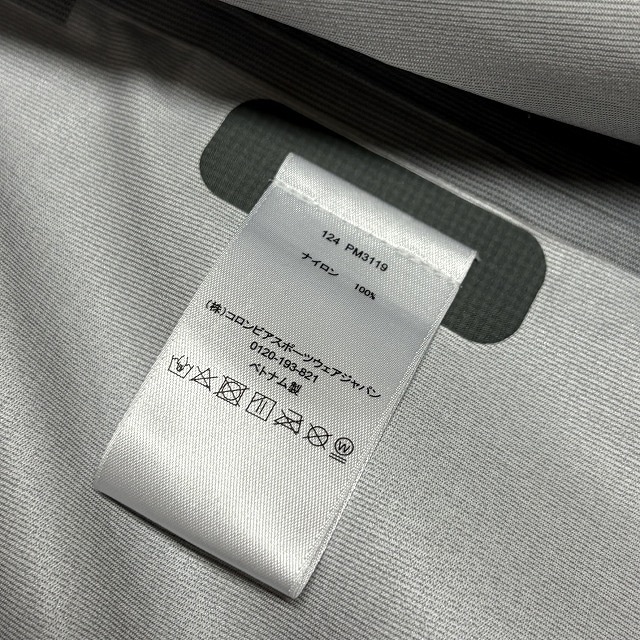 124 PM3119
ナイロン 100%
(株)コロンビアスポーツウェアジャパン
0120-193-821
ベトナム製
W